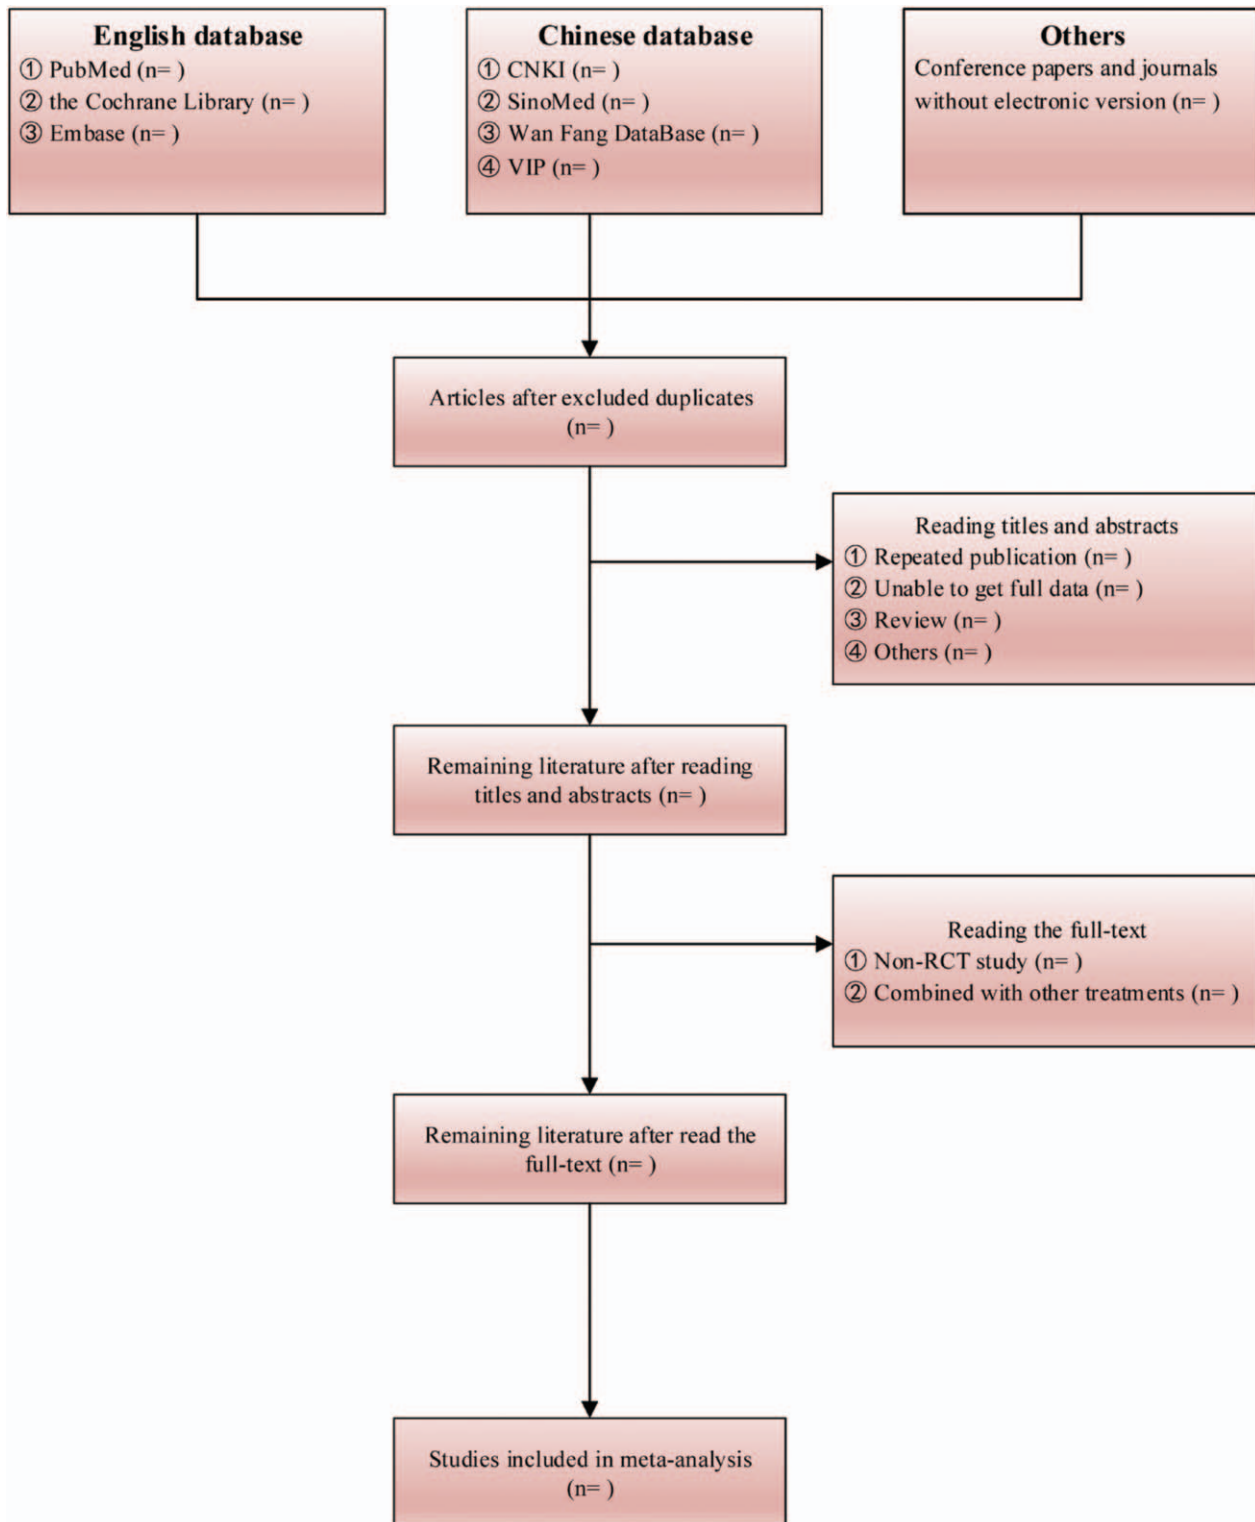 English database
① PubMed (n= )
② the Cochrane Library (n= )
③ Embase (n= )
Chinese database
① CNKI (n= )
② SinoMed (n= )
③ Wan Fang DataBase (n= )
④ VIP (n= )
Others
Conference papers and journals
without electronic version (n= )
Articles after excluded duplicates
(n= )
Reading titles and abstracts
① Repeated publication (n= )
② Unable to get full data (n= )
③ Review (n= )
④ Others (n= )
Remaining literature after reading
titles and abstracts (n= )
Reading the full-text
① Non-RCT study (n= )
② Combined with other treatments (n= )
Remaining literature after read the
full-text (n= )
Studies included in meta-analysis
(n= )